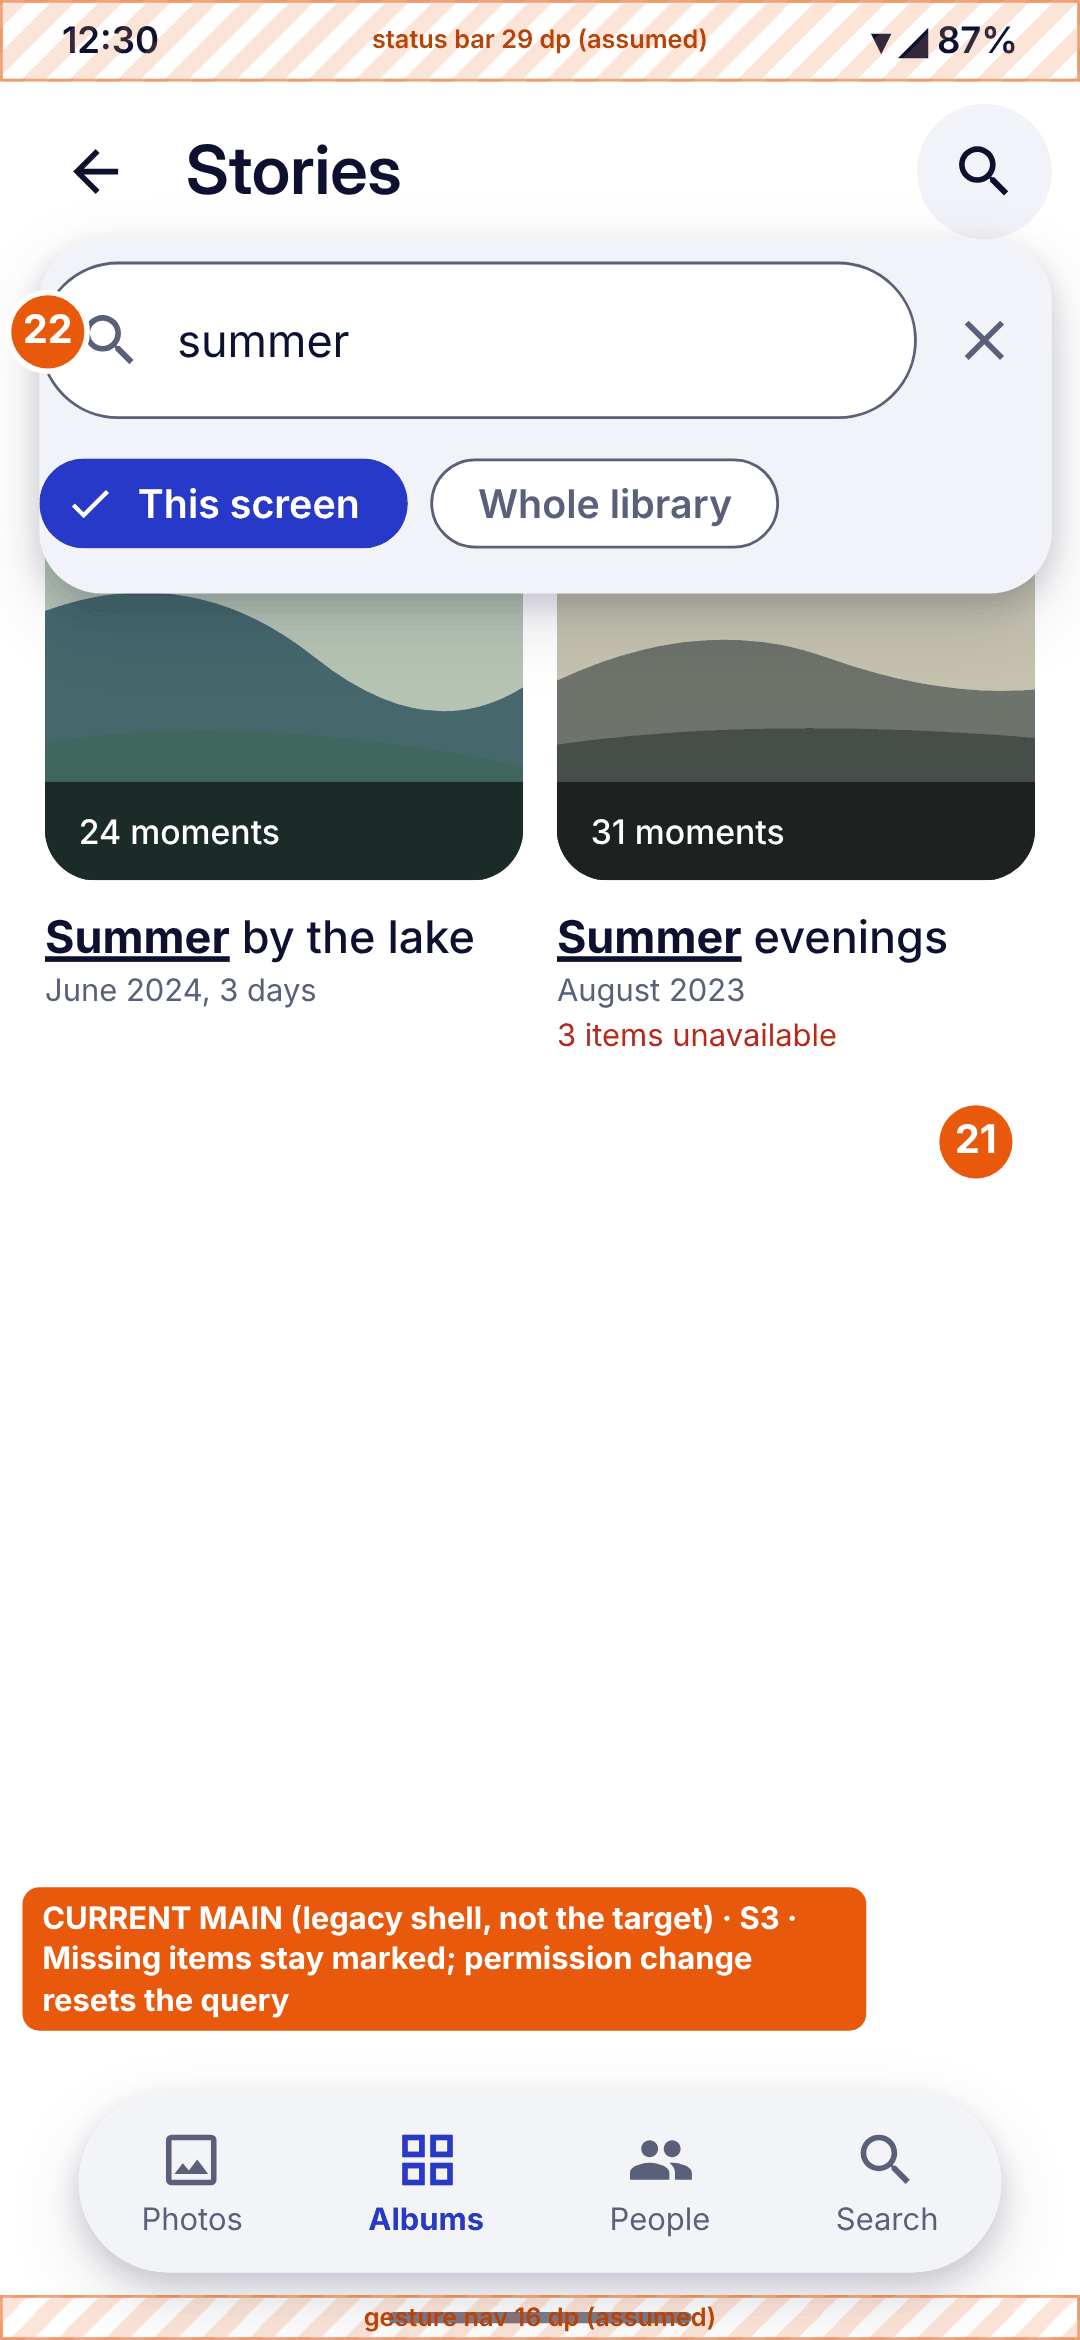 12:30
status bar 29 dp (assumed)
87%
Stories
22
summer
This screen
Whole library
24 moments
31 moments
Summer by the lake
Summer evenings
June 2024, 3 days
August 2023
3 items unavailable
21
CURRENT MAIN (legacy shell, not the target) · S3 ·
Missing items stay marked; permission change
resets the query
Photos
Albums
People
Search
gesture nav 16 dp (assumed)